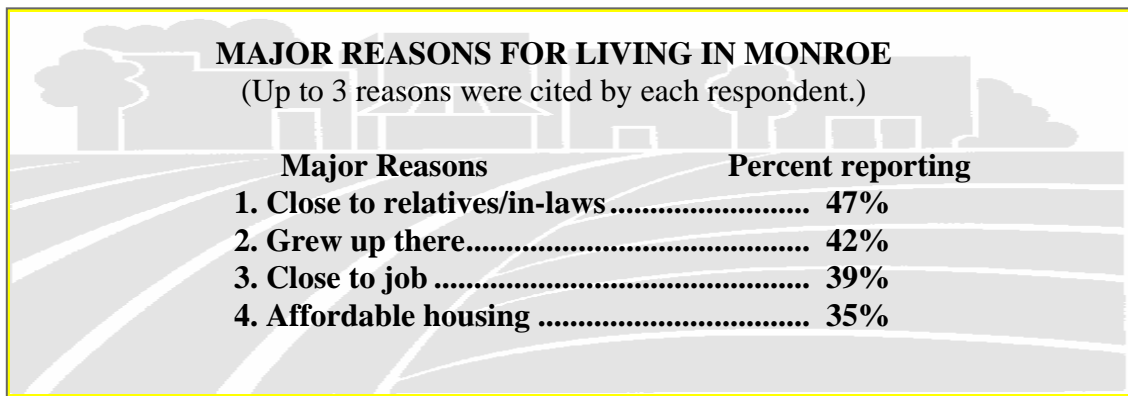 MAJOR REASONS FOR LIVING IN MONROE
(Up to 3 reasons were cited by each respondent.)
Major Reasons Percent reporting
1. Close to relatives/in-laws......................... 47%
2. Grew up there........................................... 42%
3. Close to job ............................................... 39%
4. Affordable housing .................................. 35%